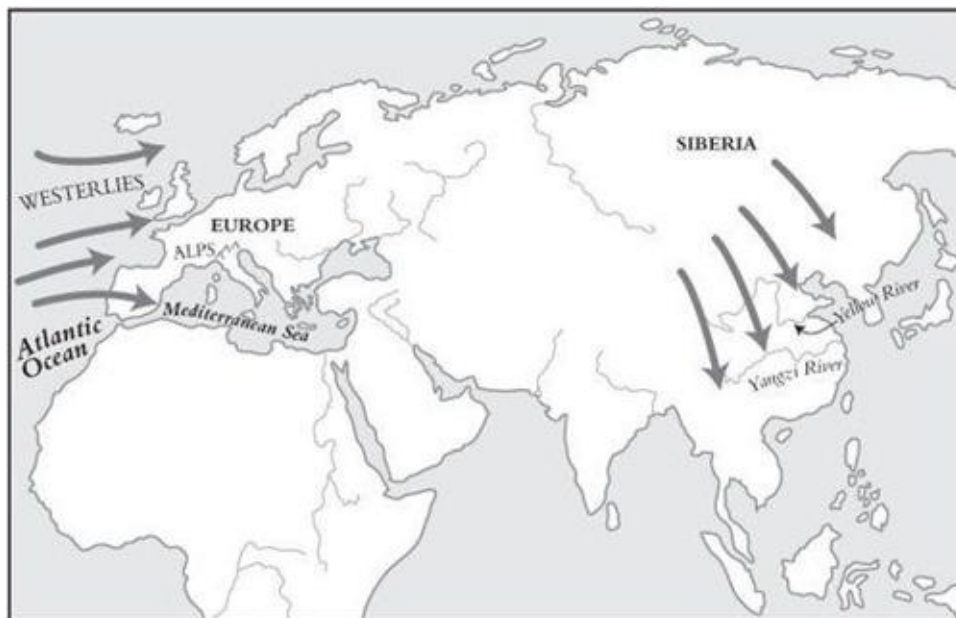 SIBERIA
WESTERLIES
EUROPE
ALPS
Mediterranean Sea
Atlantic
Ocean
Yellow River
Yangzi River